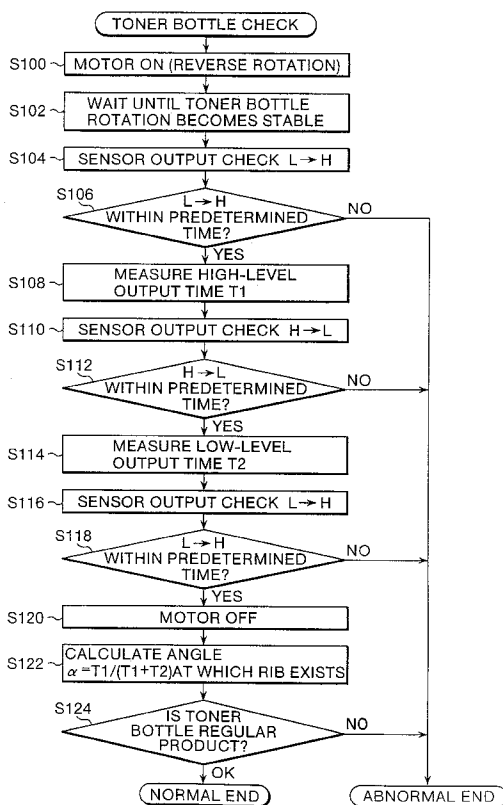 TONER BOTTLE CHECK
S100
MOTOR ON (REVERSE ROTATION)
S102
WAIT UNTIL TONER BOTTLE
ROTATION BECOMES STABLE
S104
SENSOR OUTPUT CHECK L→H
S106
L→H
WITHIN PREDETERMINED
TIME?
NO
YES
S108
MEASURE HIGH-LEVEL
OUTPUT TIME T1
S110
SENSOR OUTPUT CHECK H→L
S112
H→L
WITHIN PREDETERMINED
TIME?
NO
YES
S114
MEASURE LOW-LEVEL
OUTPUT TIME T2
S116
SENSOR OUTPUT CHECK L→H
S118
L→H
WITHIN PREDETERMINED
TIME?
NO
YES
S120
MOTOR OFF
S122
CALCULATE ANGLE
α=T1/(T1+T2)AT WHICH RIB EXISTS
S124
IS TONER
BOTTLE REGULAR
PRODUCT?
NO
OK
NORMAL END
ABNORMAL END